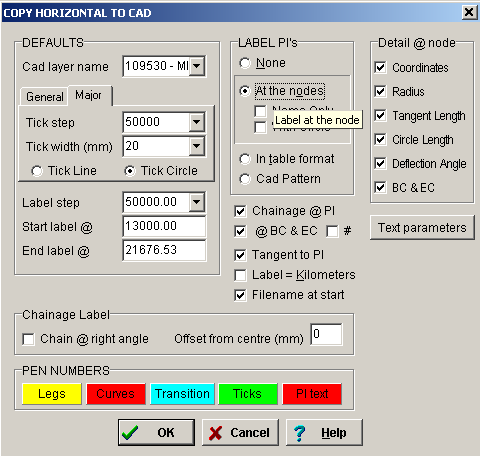 COPY HORIZONTAL TO CAD
DEFAULTS
Cad layer name 109530 - MI
General Major
Tick step 50000
Tick width (mm) 20
Tick Line Tick Circle
Label step 50000.00
Start label @ 13000.00
End label @ 21676.53
LABEL PI's
None
At the nodes
Name Only
Label at the node
With Circle
In table format
Cad Pattern
Chainage @ PI
@ BC & EC #
Tangent to PI
Label = Kilometers
Filename at start
Detail @ node
Coordinates
Radius
Tangent Length
Circle Length
Deflection Angle
BC & EC
Text parameters
Chainage Label
Chain @ right angle Offset from centre (mm) 0
PEN NUMBERS
Legs Curves Transition Ticks PI text
OK Cancel Help